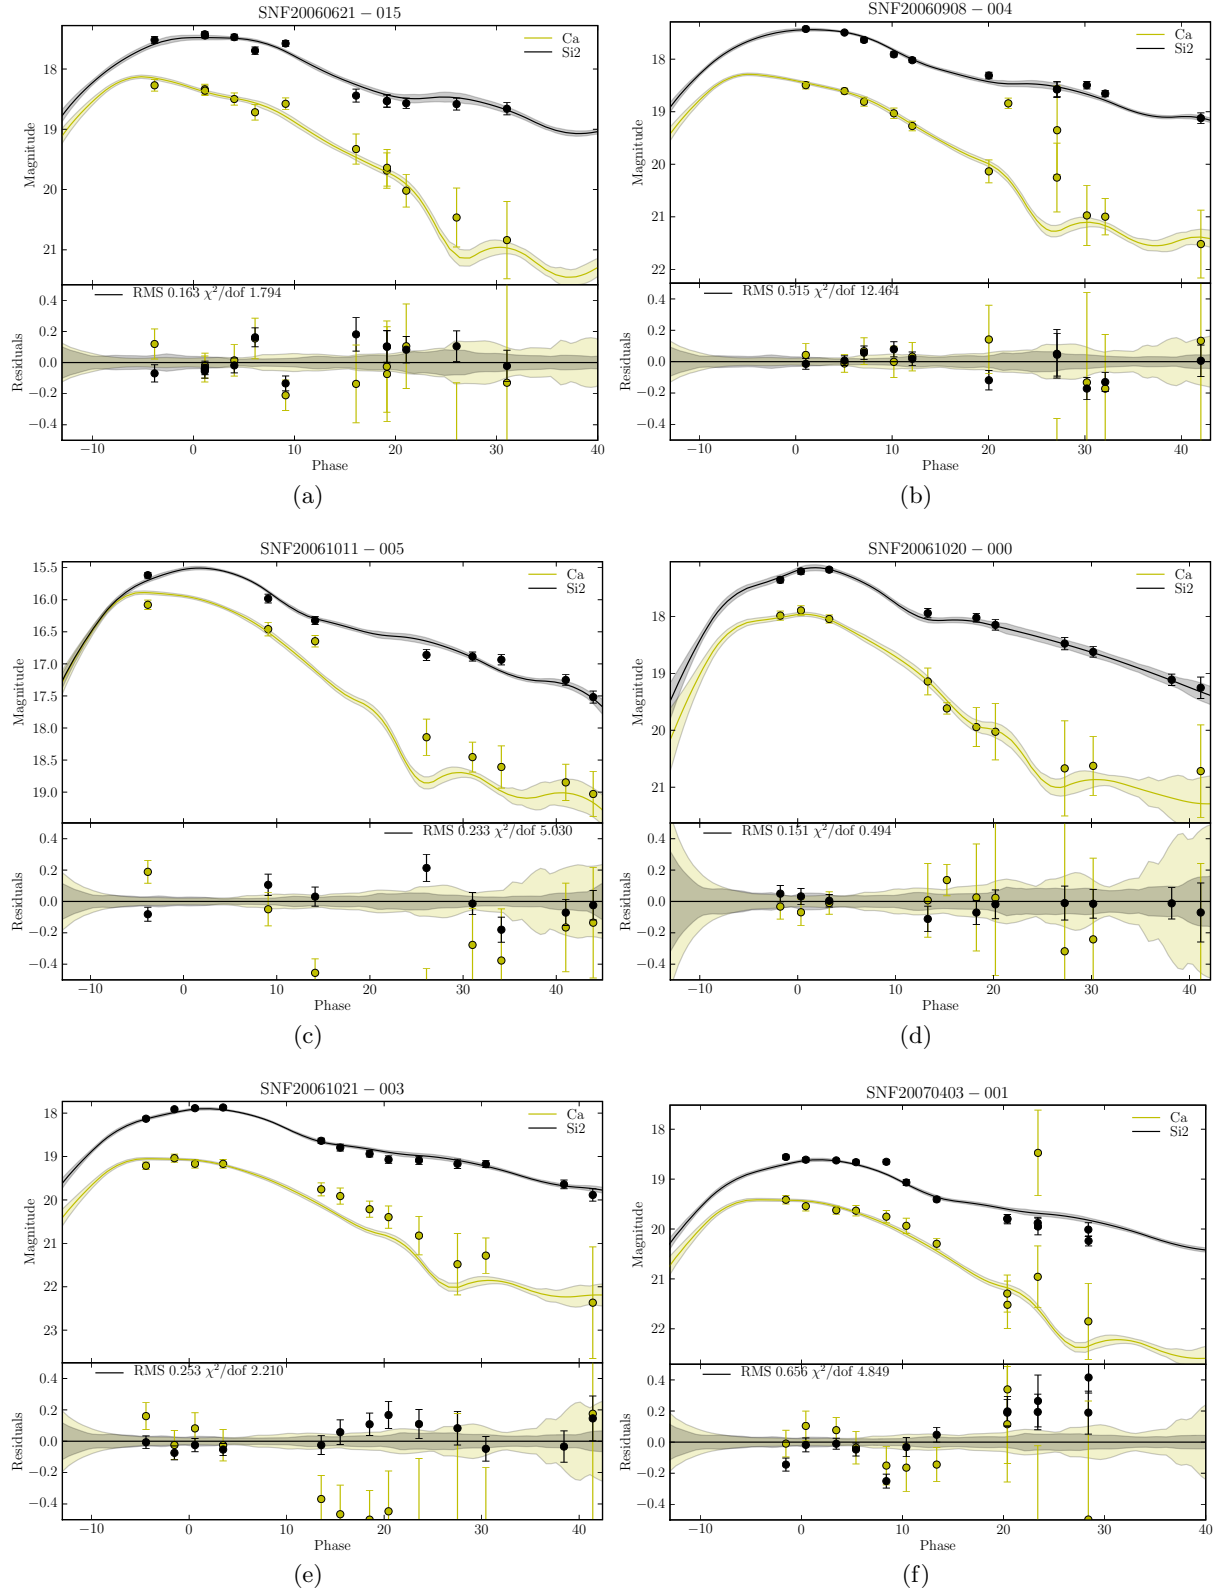 SNF20060621 − 015
Ca
Si2
18
19
20
21
Magnitude
RMS 0.163 χ²/dof 1.794
0.4
0.2
0.0
−0.2
−0.4
Residuals
−10 0 10 20 30 40
Phase
(a)
SNF20060908 − 004
Ca
Si2
18
19
20
21
22
Magnitude
RMS 0.515 χ²/dof 12.464
0.4
0.2
0.0
−0.2
−0.4
Residuals
−10 0 10 20 30 40
Phase
(b)
SNF20061011 − 005
Ca
Si2
15.5
16.0
16.5
17.0
17.5
18.0
18.5
19.0
Magnitude
RMS 0.233 χ²/dof 5.030
0.4
0.2
0.0
−0.2
−0.4
Residuals
−10 0 10 20 30 40
Phase
(c)
SNF20061020 − 000
Ca
Si2
18
19
20
21
Magnitude
RMS 0.151 χ²/dof 0.494
0.4
0.2
0.0
−0.2
−0.4
Residuals
−10 0 10 20 30 40
Phase
(d)
SNF20061021 − 003
Ca
Si2
18
19
20
21
22
23
Magnitude
RMS 0.253 χ²/dof 2.210
0.4
0.2
0.0
−0.2
−0.4
Residuals
−10 0 10 20 30 40
Phase
(e)
SNF20070403 − 001
Ca
Si2
18
19
20
21
22
Magnitude
RMS 0.656 χ²/dof 4.849
0.4
0.2
0.0
−0.2
−0.4
Residuals
−10 0 10 20 30 40
Phase
(f)